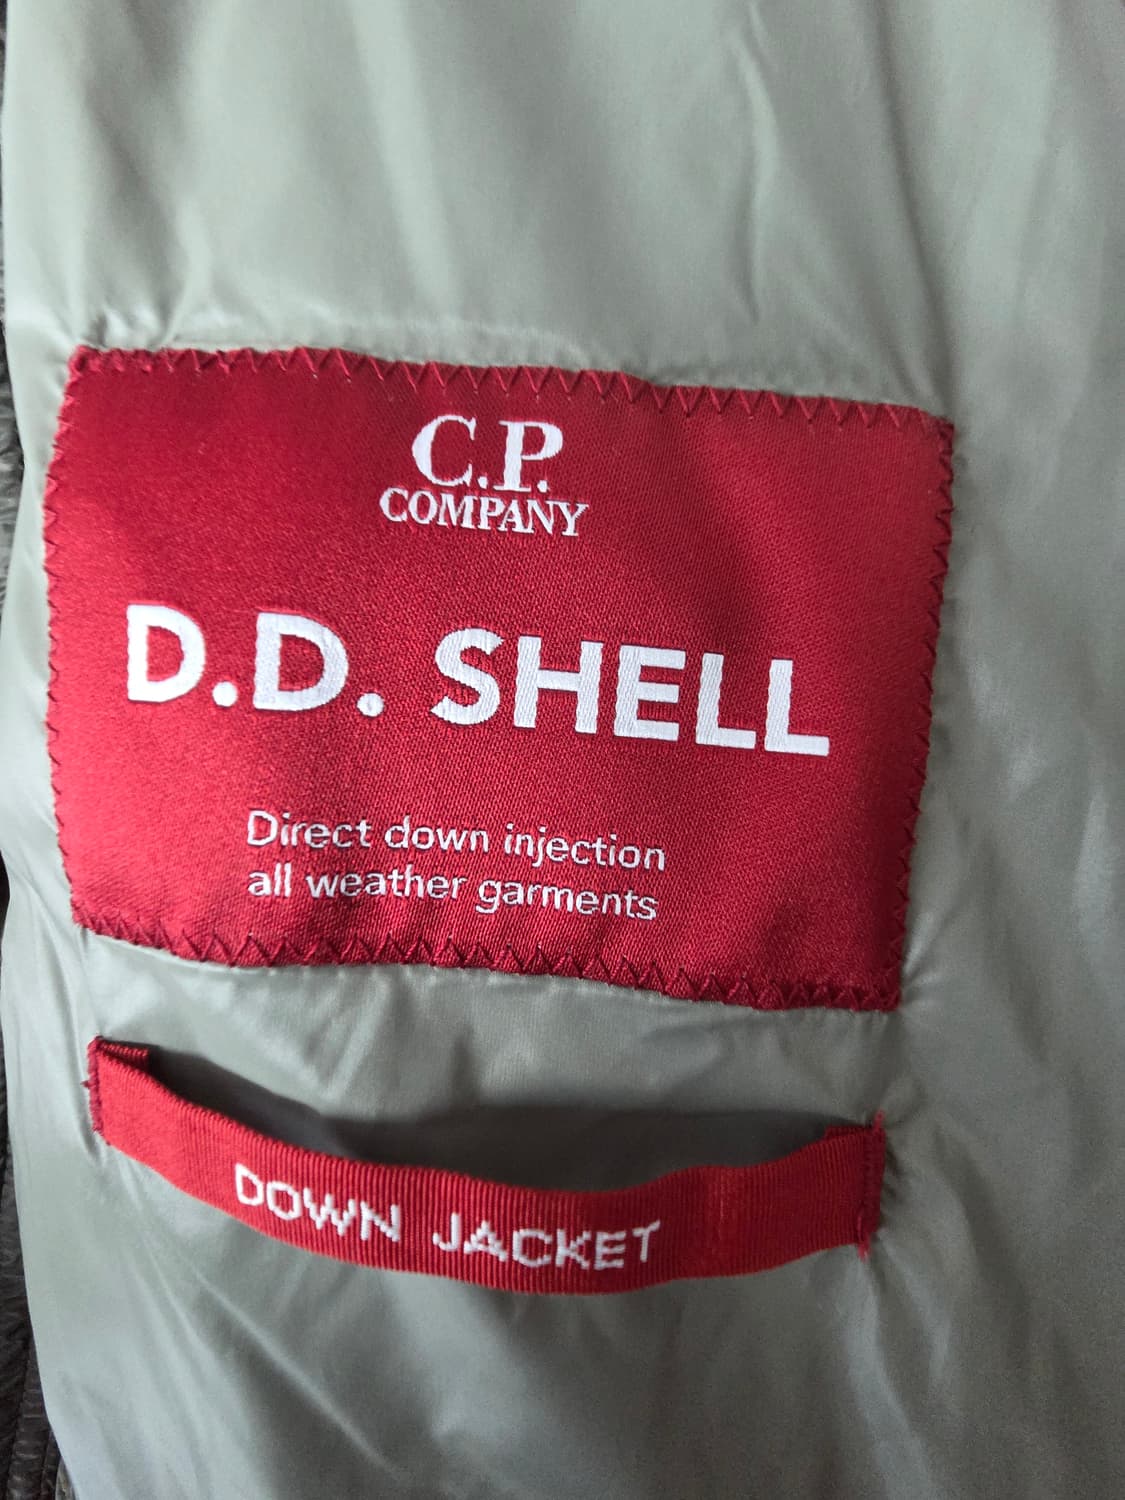 C.P.
COMPANY
D.D. SHELL
Direct down injection
all weather garments
DOWN JACKET